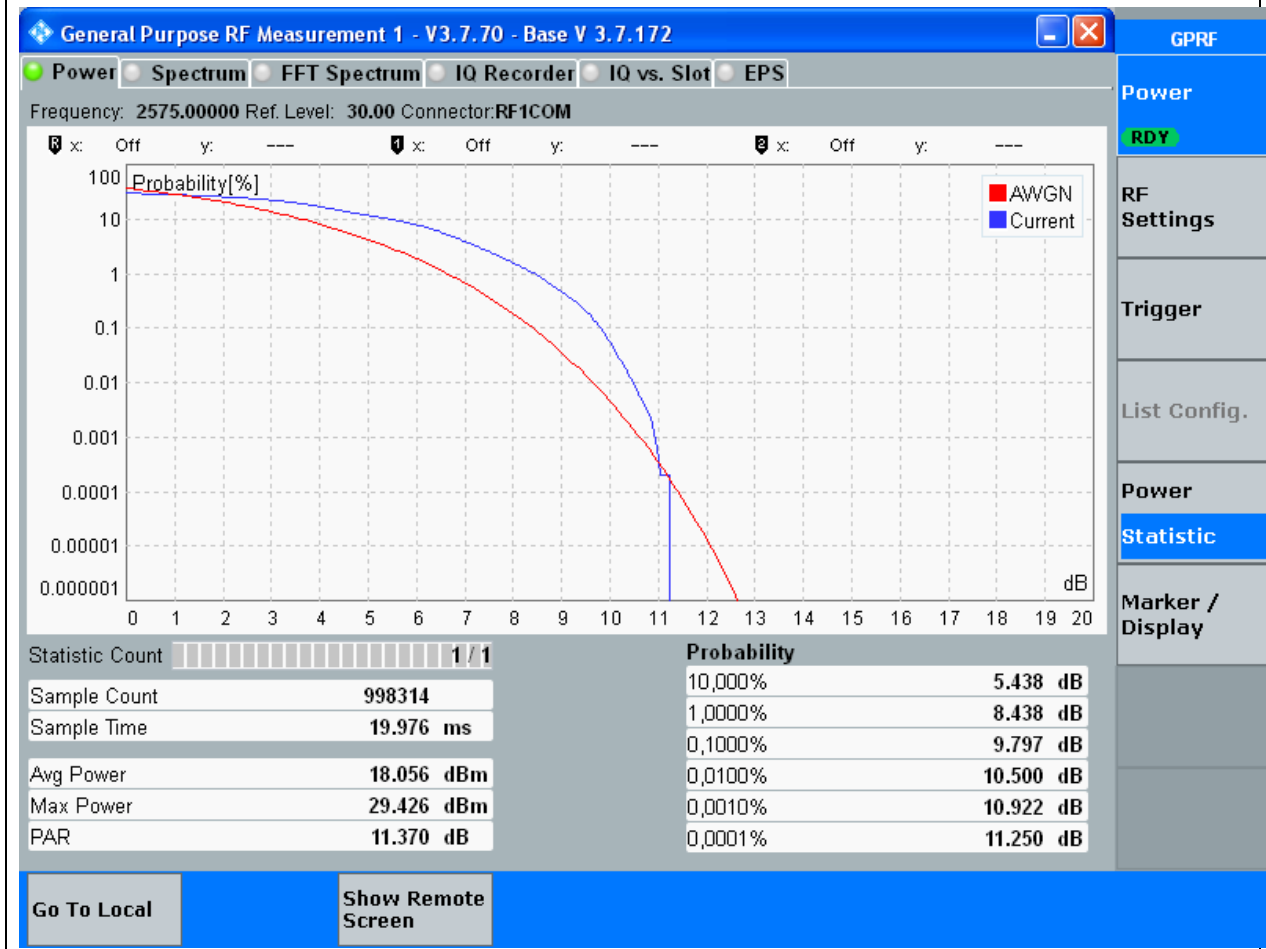 General Purpose RF Measurement 1 - V3.7.70 - Base V 3.7.172
GPRF
Power Spectrum FFT Spectrum IQ Recorder IQ vs. Slot EPS
Power
RDY
Frequency: 2575.00000 Ref. Level: 30.00 Connector:RF1COM
R x: Off y: --- 1 x: Off y: --- 2 x: Off y: ---
Probability[%]
AWGN
Current
100
10
1
0.1
0.01
0.001
0.0001
0.00001
0.000001
dB
0 1 2 3 4 5 6 7 8 9 10 11 12 13 14 15 16 17 18 19 20
RF
Settings
Trigger
List Config.
Power
Statistic
Marker /
Display
Statistic Count 1 / 1
Sample Count 998314
Sample Time 19.976 ms
Avg Power 18.056 dBm
Max Power 29.426 dBm
PAR 11.370 dB
Probability
10,000% 5.438 dB
1,0000% 8.438 dB
0,1000% 9.797 dB
0,0100% 10.500 dB
0,0010% 10.922 dB
0,0001% 11.250 dB
Go To Local
Show Remote
Screen